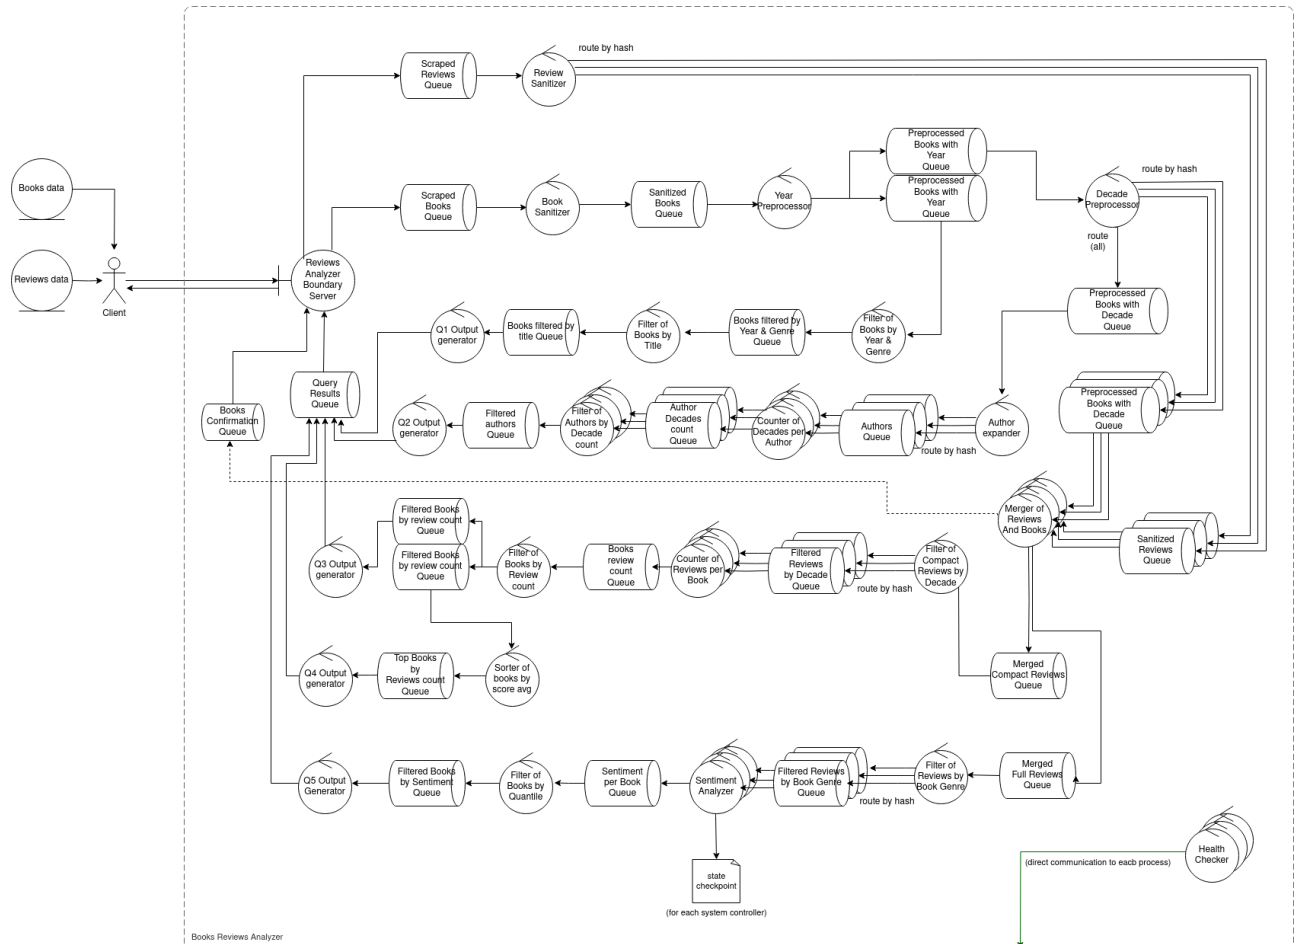 route by hash
Scraped
Reviews
Queue
Review
Sanitizer
Books data
Reviews data
Client
Scraped
Books
Queue
Book
Sanitizer
Sanitized
Books
Queue
Year
Preprocessor
Preprocessed
Books with
Year
Queue
Preprocessed
Books with
Year
Queue
route by hash
Decade
Preprocessor
route
(all)
Reviews
Analyzer
Boundary
Server
Preprocessed
Books with
Decade
Queue
Q1 Output
generator
Books filtered by
title Queue
Filter of
Books by
Title
Books filtered by
Year & Genre
Queue
Filter of
Books by
Year &
Genre
Books
Confirmation
Queue
Query
Results
Queue
Q2 Output
generator
Filtered
authors
Queue
Filter of
Authors by
Decade
count
Author
Decades
count
Queue
Counter of
Decades per
Author
Authors
Queue
route by hash
Author
expander
Preprocessed
Books with
Decade
Queue
Merger of
Reviews
And Books
Sanitized
Reviews
Queue
Q3 Output
generator
Filtered Books
by review count
Queue
Filtered Books
by review count
Queue
Filter of
Books by
Review
count
Books
review
count
Queue
Counter of
Reviews per
Book
Filtered
Reviews
by Decade
Queue
route by hash
Filter of
Compact
Reviews by
Decade
Q4 Output
generator
Top Books
by
Reviews count
Queue
Sorter of
books by
score avg
Merged
Compact Reviews
Queue
Q5 Output
Generator
Filtered Books
by Sentiment
Queue
Filter of
Books by
Quantile
Sentiment
per Book
Queue
Sentiment
Analyzer
Filtered Reviews
by Book Genre
Queue
route by hash
Filter of
Reviews by
Book Genre
Merged
Full Reviews
Queue
state
checkpoint
(for each system controller)
Health
Checker
(direct communication to eacb process)
Books Reviews Analyzer